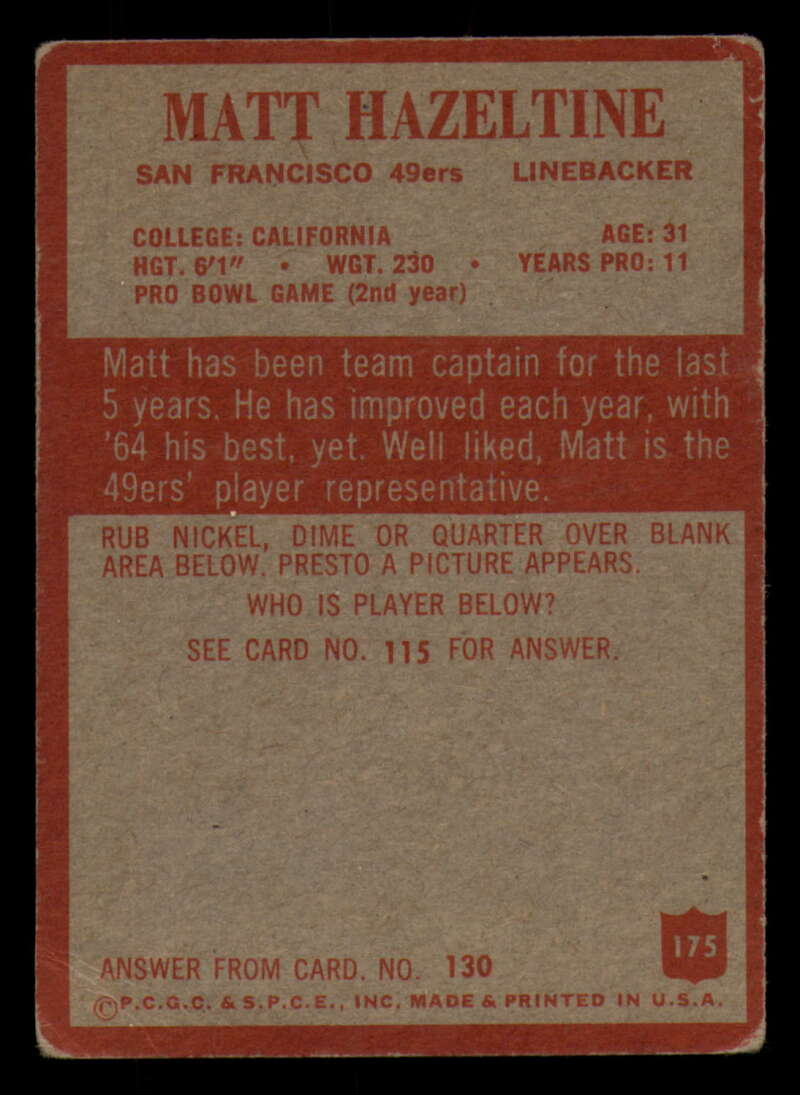 MATT HAZELTINE
SAN FRANCISCO 49ers LINEBACKER
COLLEGE: CALIFORNIA AGE: 31
HGT. 6'1" • WGT. 230 • YEARS PRO: 11
PRO BOWL GAME (2nd year)
Matt has been team captain for the last
5 years. He has improved each year, with
'64 his best, yet. Well liked, Matt is the
49ers' player representative.
RUB NICKEL, DIME OR QUARTER OVER BLANK
AREA BELOW. PRESTO A PICTURE APPEARS.
WHO IS PLAYER BELOW?
SEE CARD NO. 115 FOR ANSWER.
175
ANSWER FROM CARD. NO. 130
©P.C.G.C. & S.P.C.E., INC. MADE & PRINTED IN U.S.A.